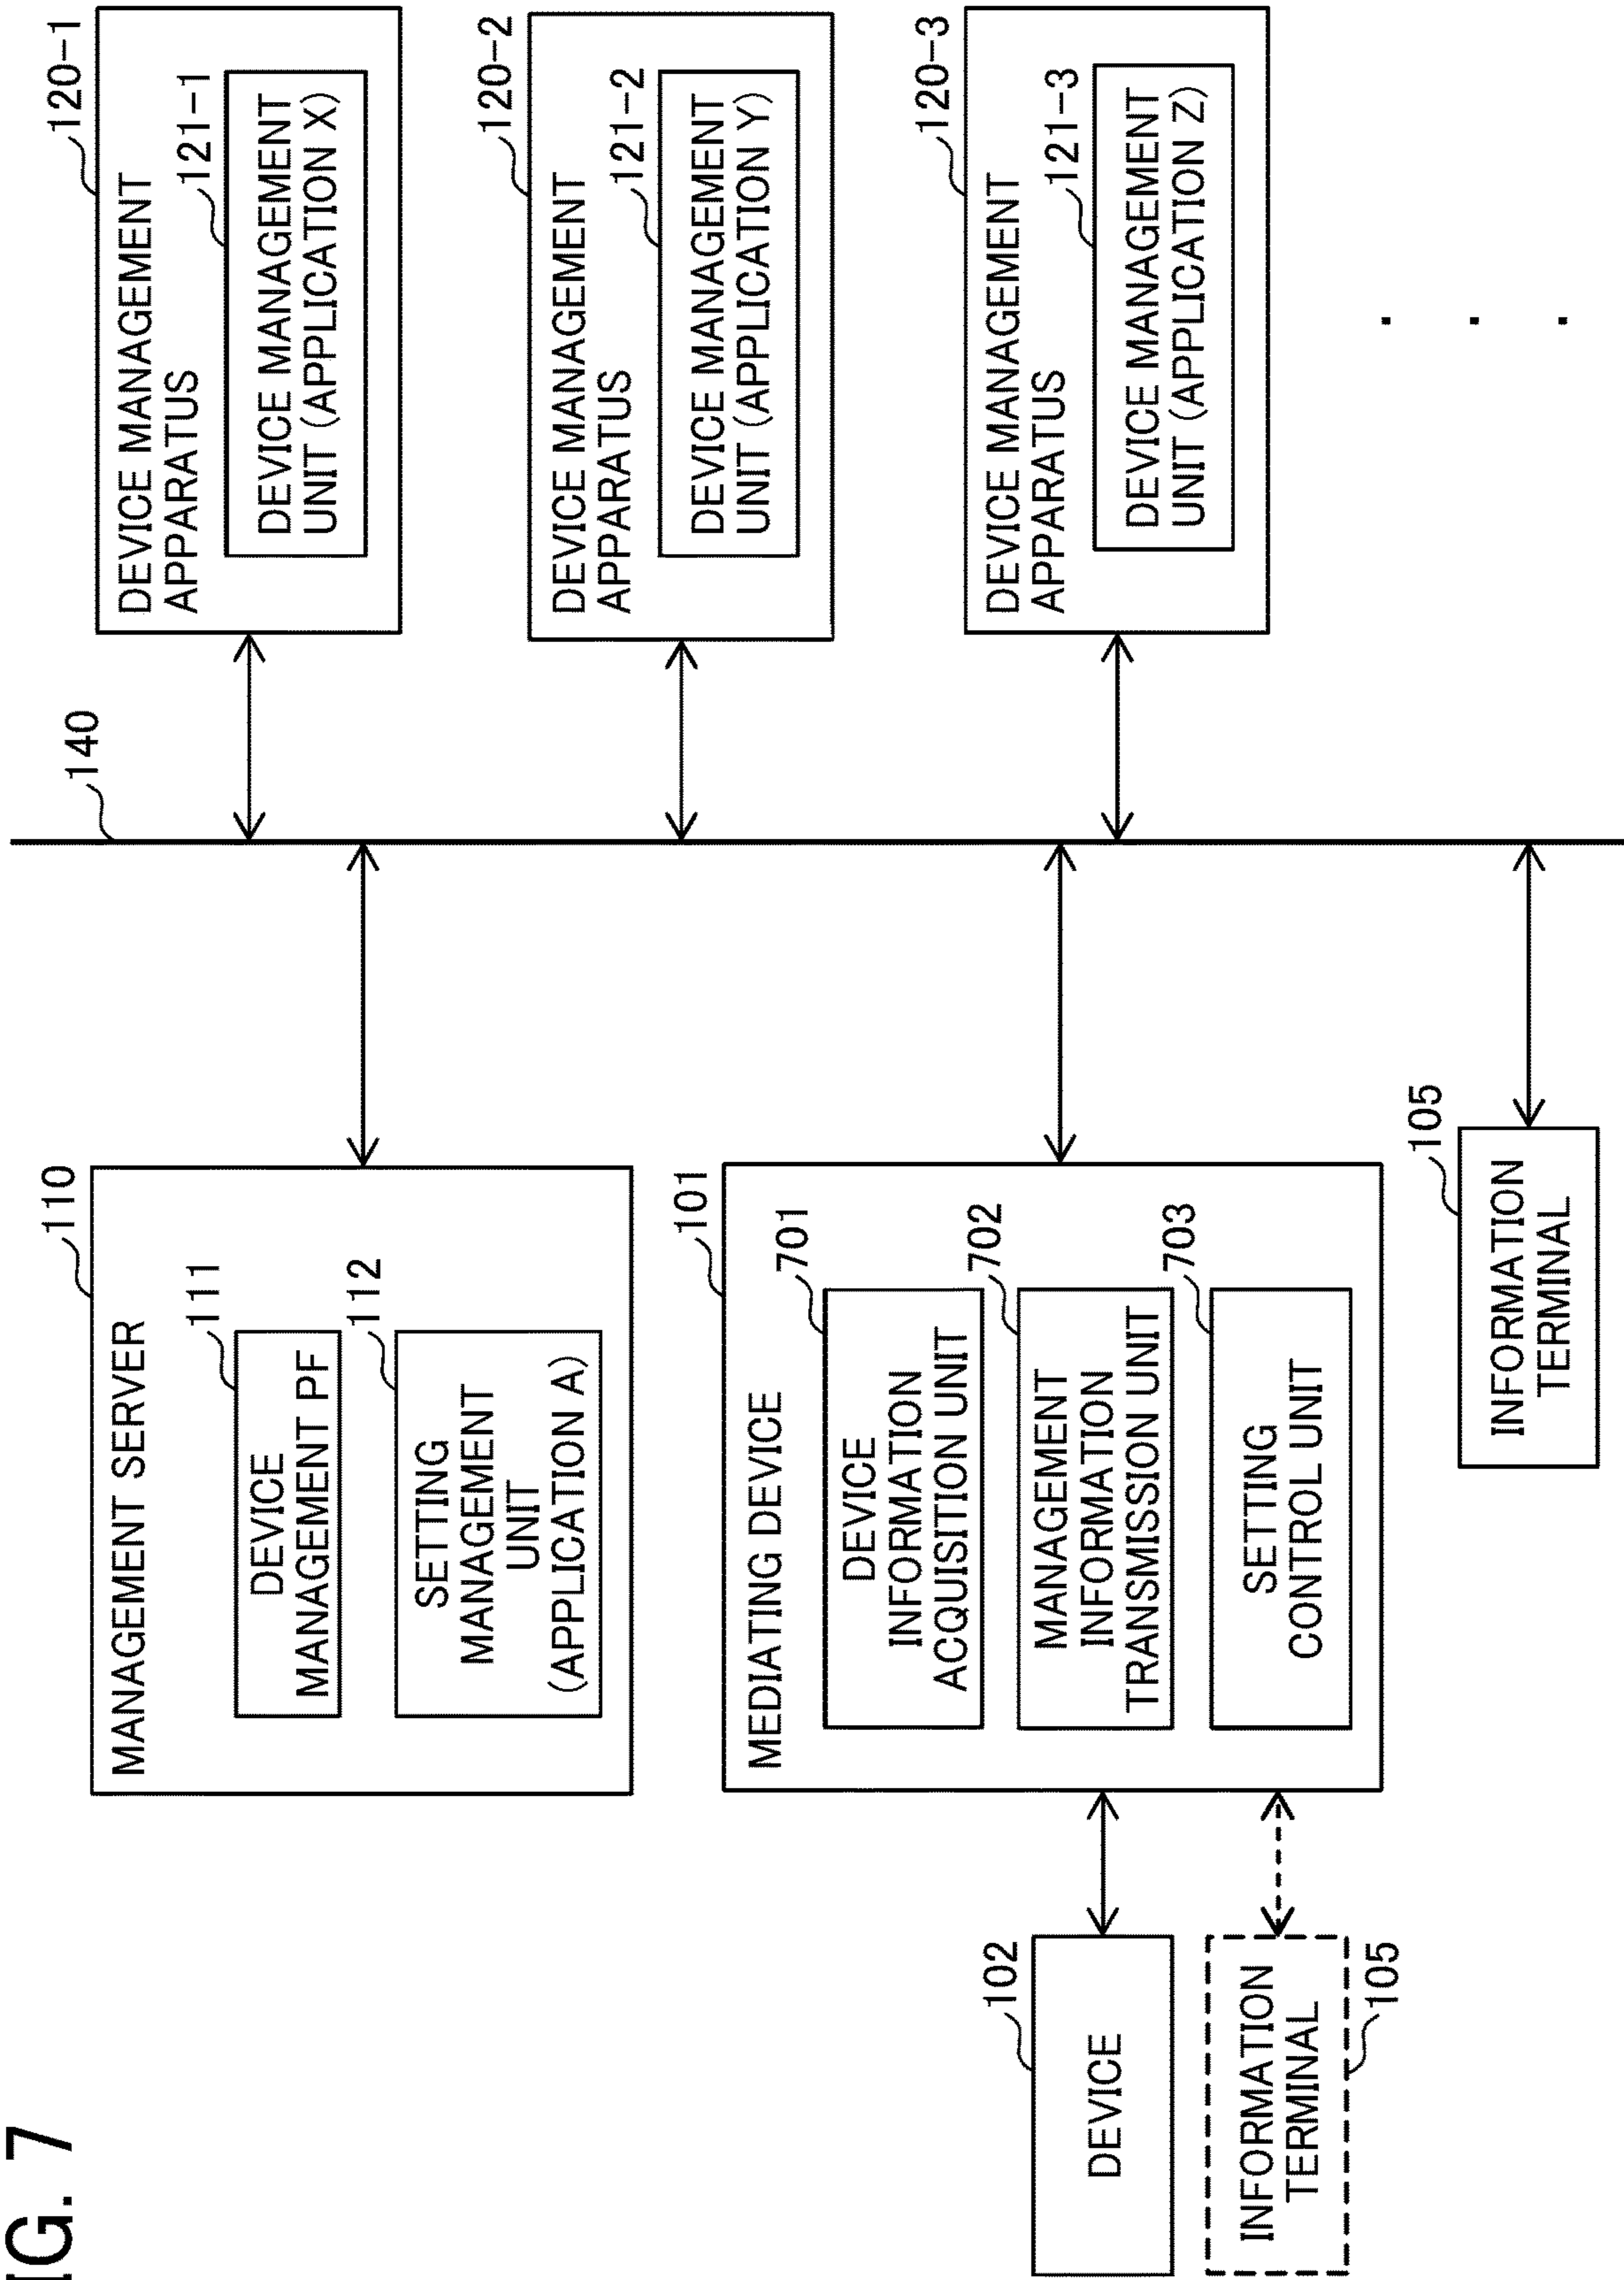 IG. 7
110
MANAGEMENT SERVER
111
DEVICE
MANAGEMENT PF
112
SETTING
MANAGEMENT
UNIT
(APPLICATION A)
140
120-1
DEVICE MANAGEMENT
APPARATUS
121-1
DEVICE MANAGEMENT
UNIT (APPLICATION X)
120-2
DEVICE MANAGEMENT
APPARATUS
121-2
DEVICE MANAGEMENT
UNIT (APPLICATION Y)
120-3
DEVICE MANAGEMENT
APPARATUS
121-3
DEVICE MANAGEMENT
UNIT (APPLICATION Z)
. . .
101
MEDIATING DEVICE
701
DEVICE
INFORMATION
ACQUISITION UNIT
702
MANAGEMENT
INFORMATION
TRANSMISSION UNIT
703
SETTING
CONTROL UNIT
102
DEVICE
INFORMATION
TERMINAL
105
105
INFORMATION
TERMINAL